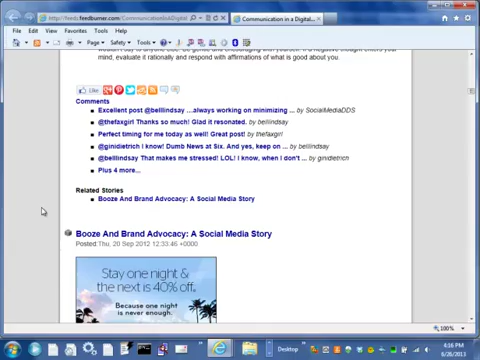 http://feeds.feedburner.com/CommunicationInADigital
Communication in a Digital...
File Edit View Favorites Tools Help
Page Safety Tools
mind, evaluate it rationally and respond with affirmations of what is good about you.
Like
Comments
Excellent post @belllindsay ...always working on minimizing ... by SocialMediaDDS
@thefaxgirl Thanks so much! Glad it resonated. by belllindsay
Perfect timing for me today as well! Great post! by thefaxgirl
@ginidietrich I know! Dumb News at Six. And yes, keep on ... by belllindsay
@belllindsay That makes me stressed! LOL! I know, when I don't ... by ginidietrich
Plus 4 more...
Related Stories
Booze And Brand Advocacy: A Social Media Story
Booze And Brand Advocacy: A Social Media Story
Posted:Thu, 20 Sep 2012 12:33:46 +0000
Stay one night &
the next is 40% off.
Because one night
is never enough.
100%
Desktop
4:16 PM
6/26/2013